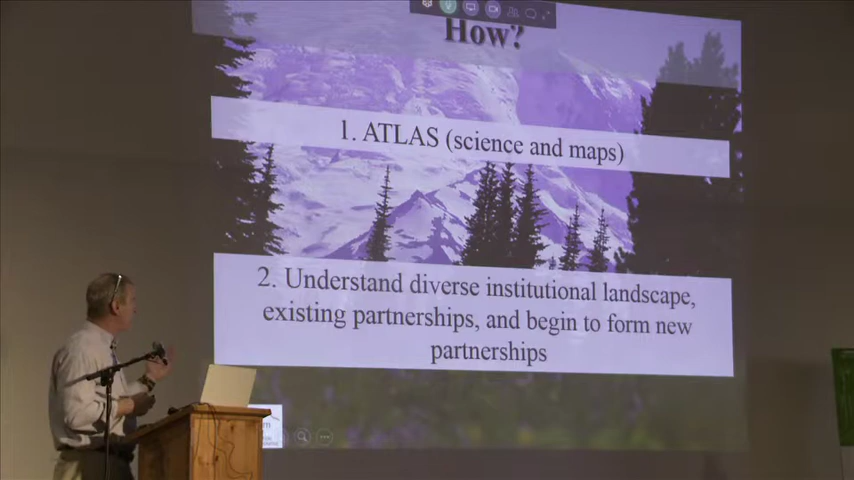 How?
1. ATLAS (science and maps)
2. Understand diverse institutional landscape,
existing partnerships, and begin to form new
partnerships